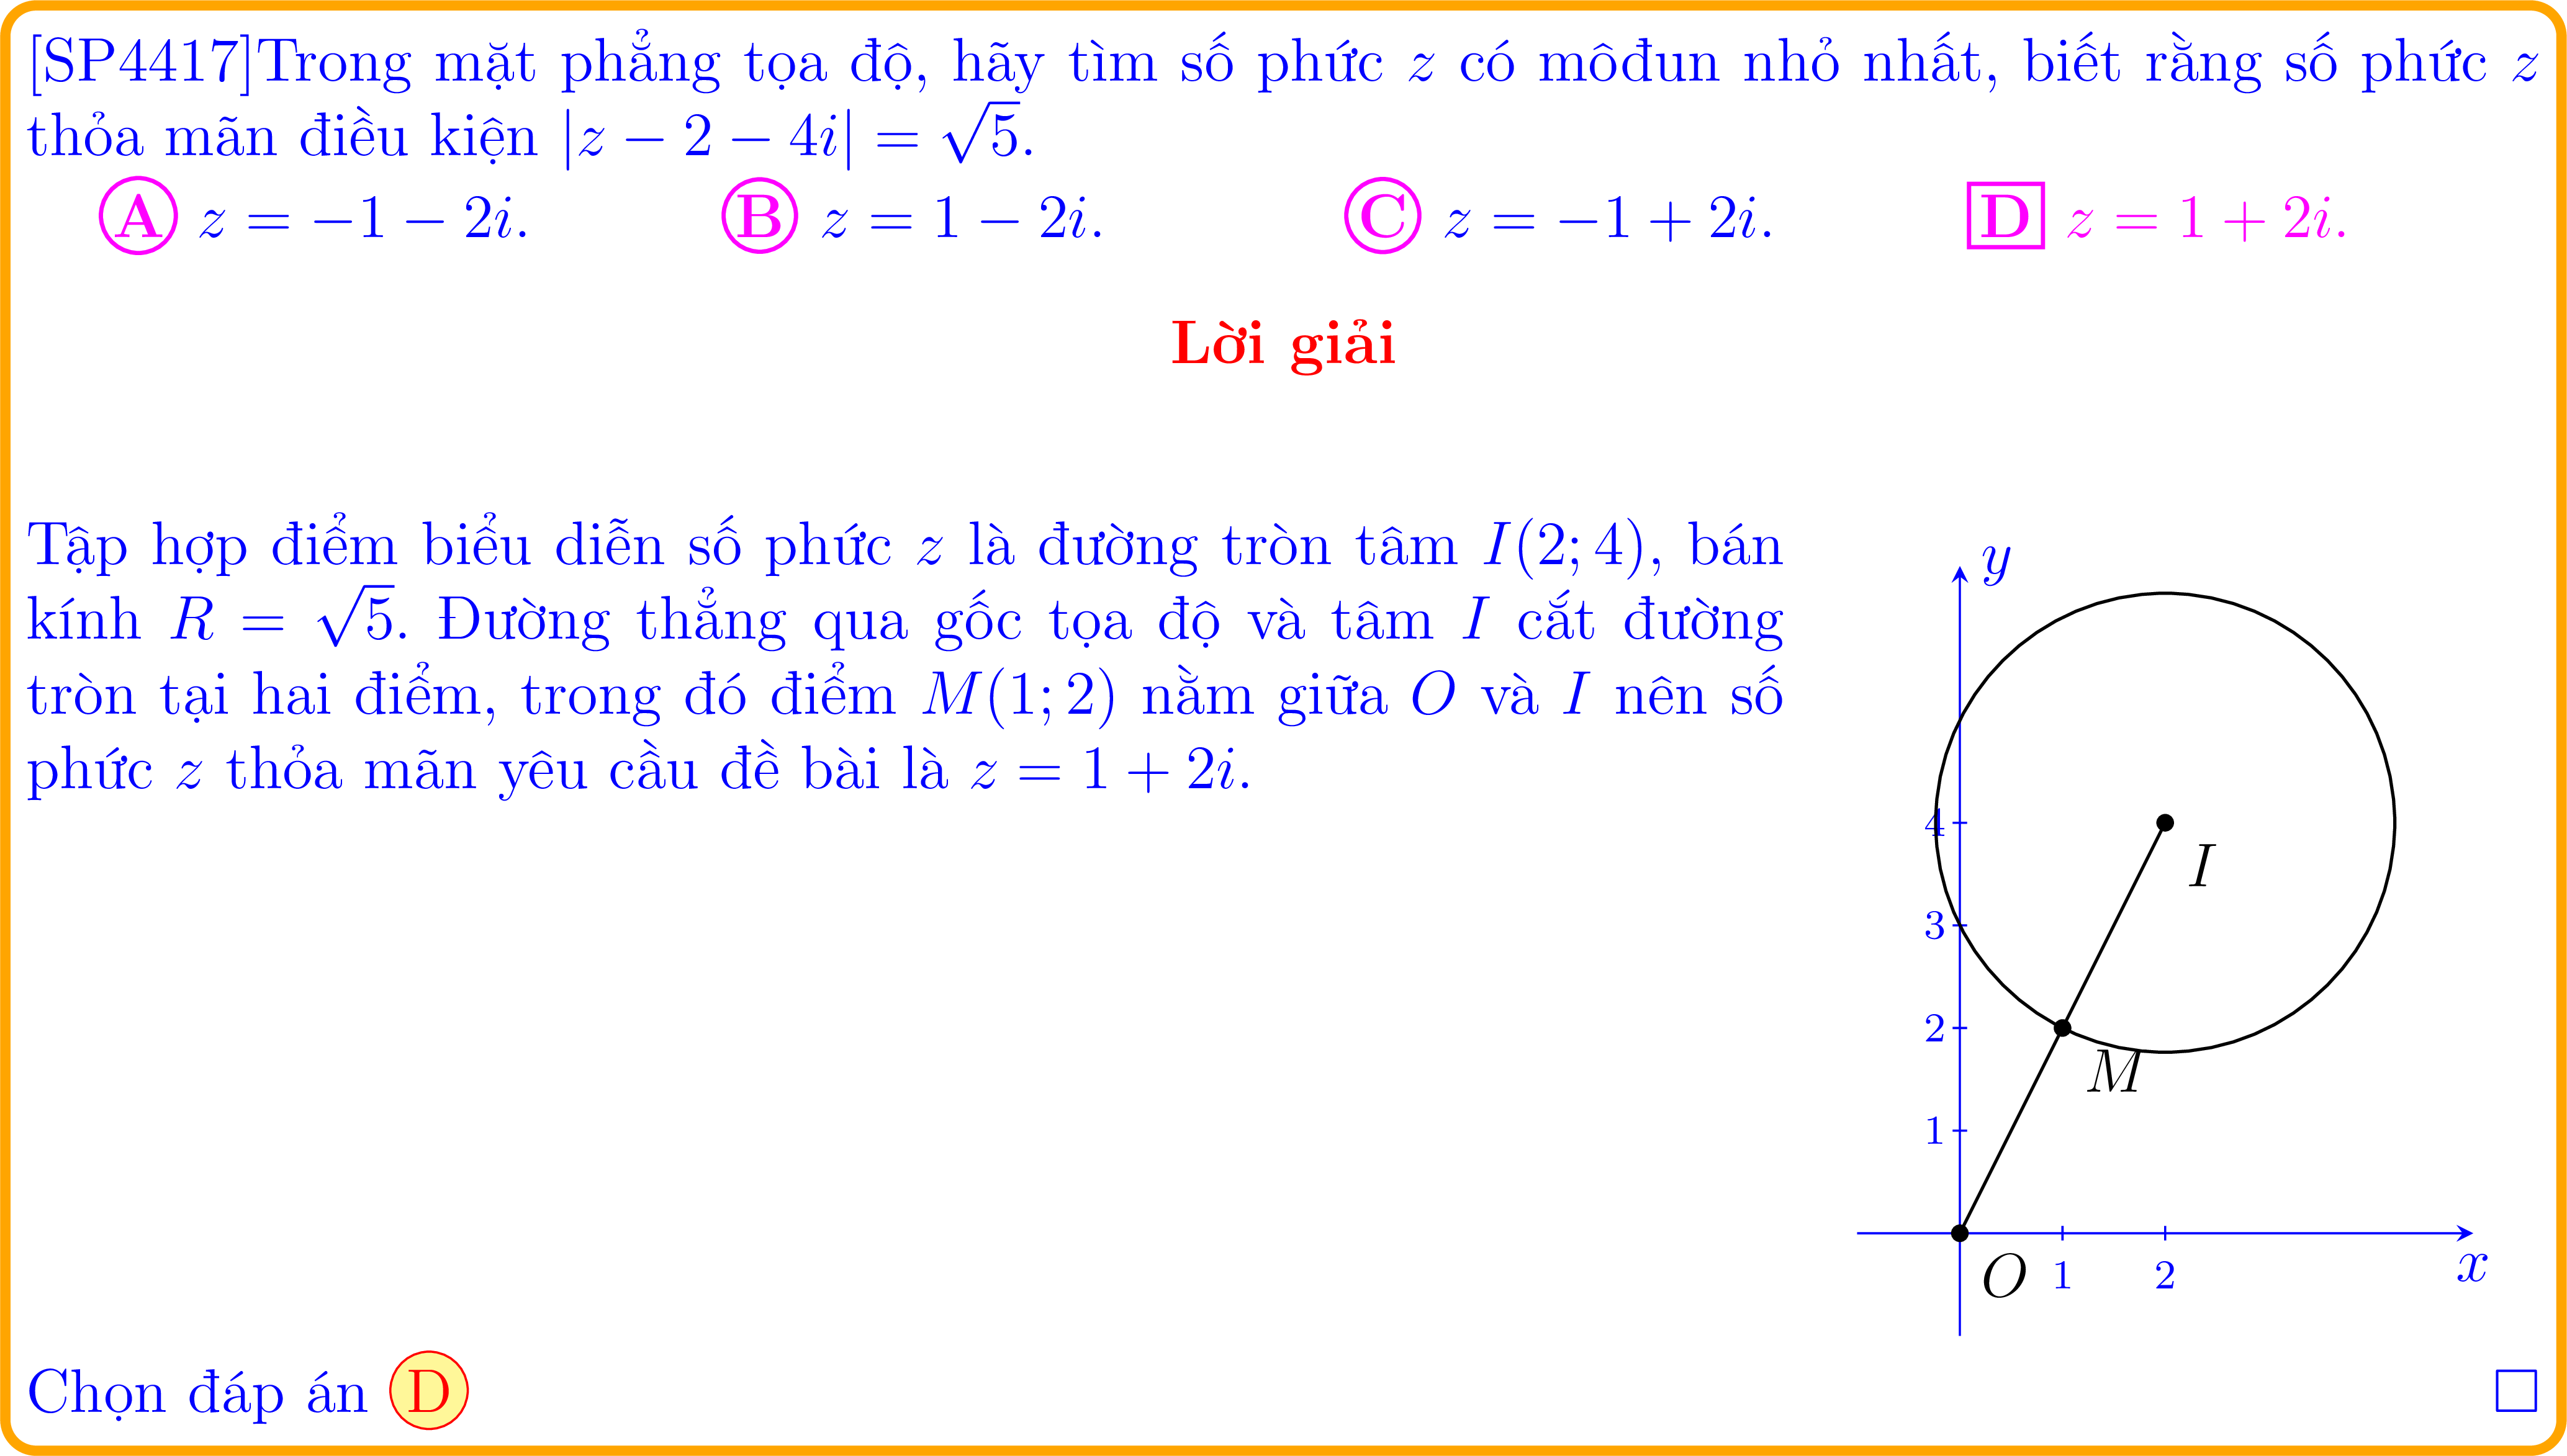 [SP4417]Trong mặt phẳng tọa độ, hãy tìm số phức z có môđun nhỏ nhất, biết rằng số phức z
thỏa mãn điều kiện |z − 2 − 4i| = √5.
A z = −1 − 2i. B z = 1 − 2i. C z = −1 + 2i. D z = 1 + 2i.
Lời giải
Tập hợp điểm biểu diễn số phức z là đường tròn tâm I(2; 4), bán
kính R = √5. Đường thẳng qua gốc tọa độ và tâm I cắt đường
tròn tại hai điểm, trong đó điểm M(1; 2) nằm giữa O và I nên số
phức z thỏa mãn yêu cầu đề bài là z = 1 + 2i.
y
4
I
3
2
M
1
x
O 1 2
Chọn đáp án D